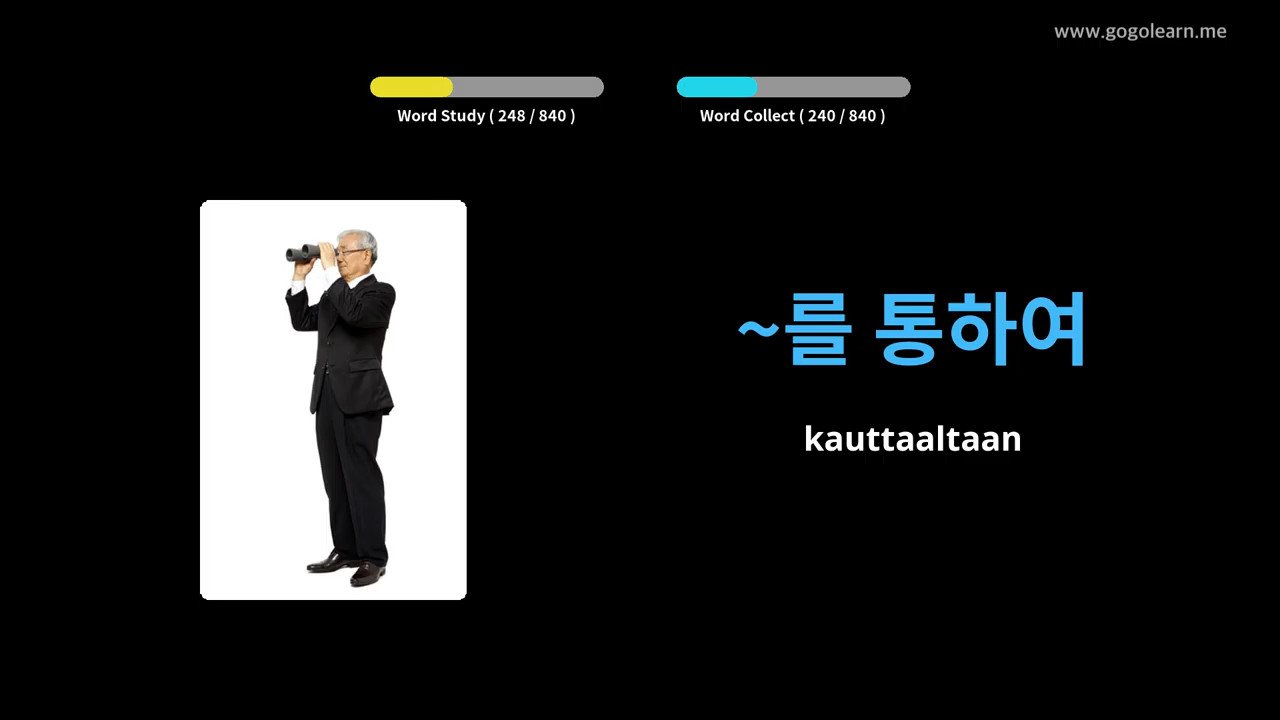 www.gogolearn.me
Word Study ( 248 / 840 )
Word Collect ( 240 / 840 )
~를 통하여
kauttaaltaan